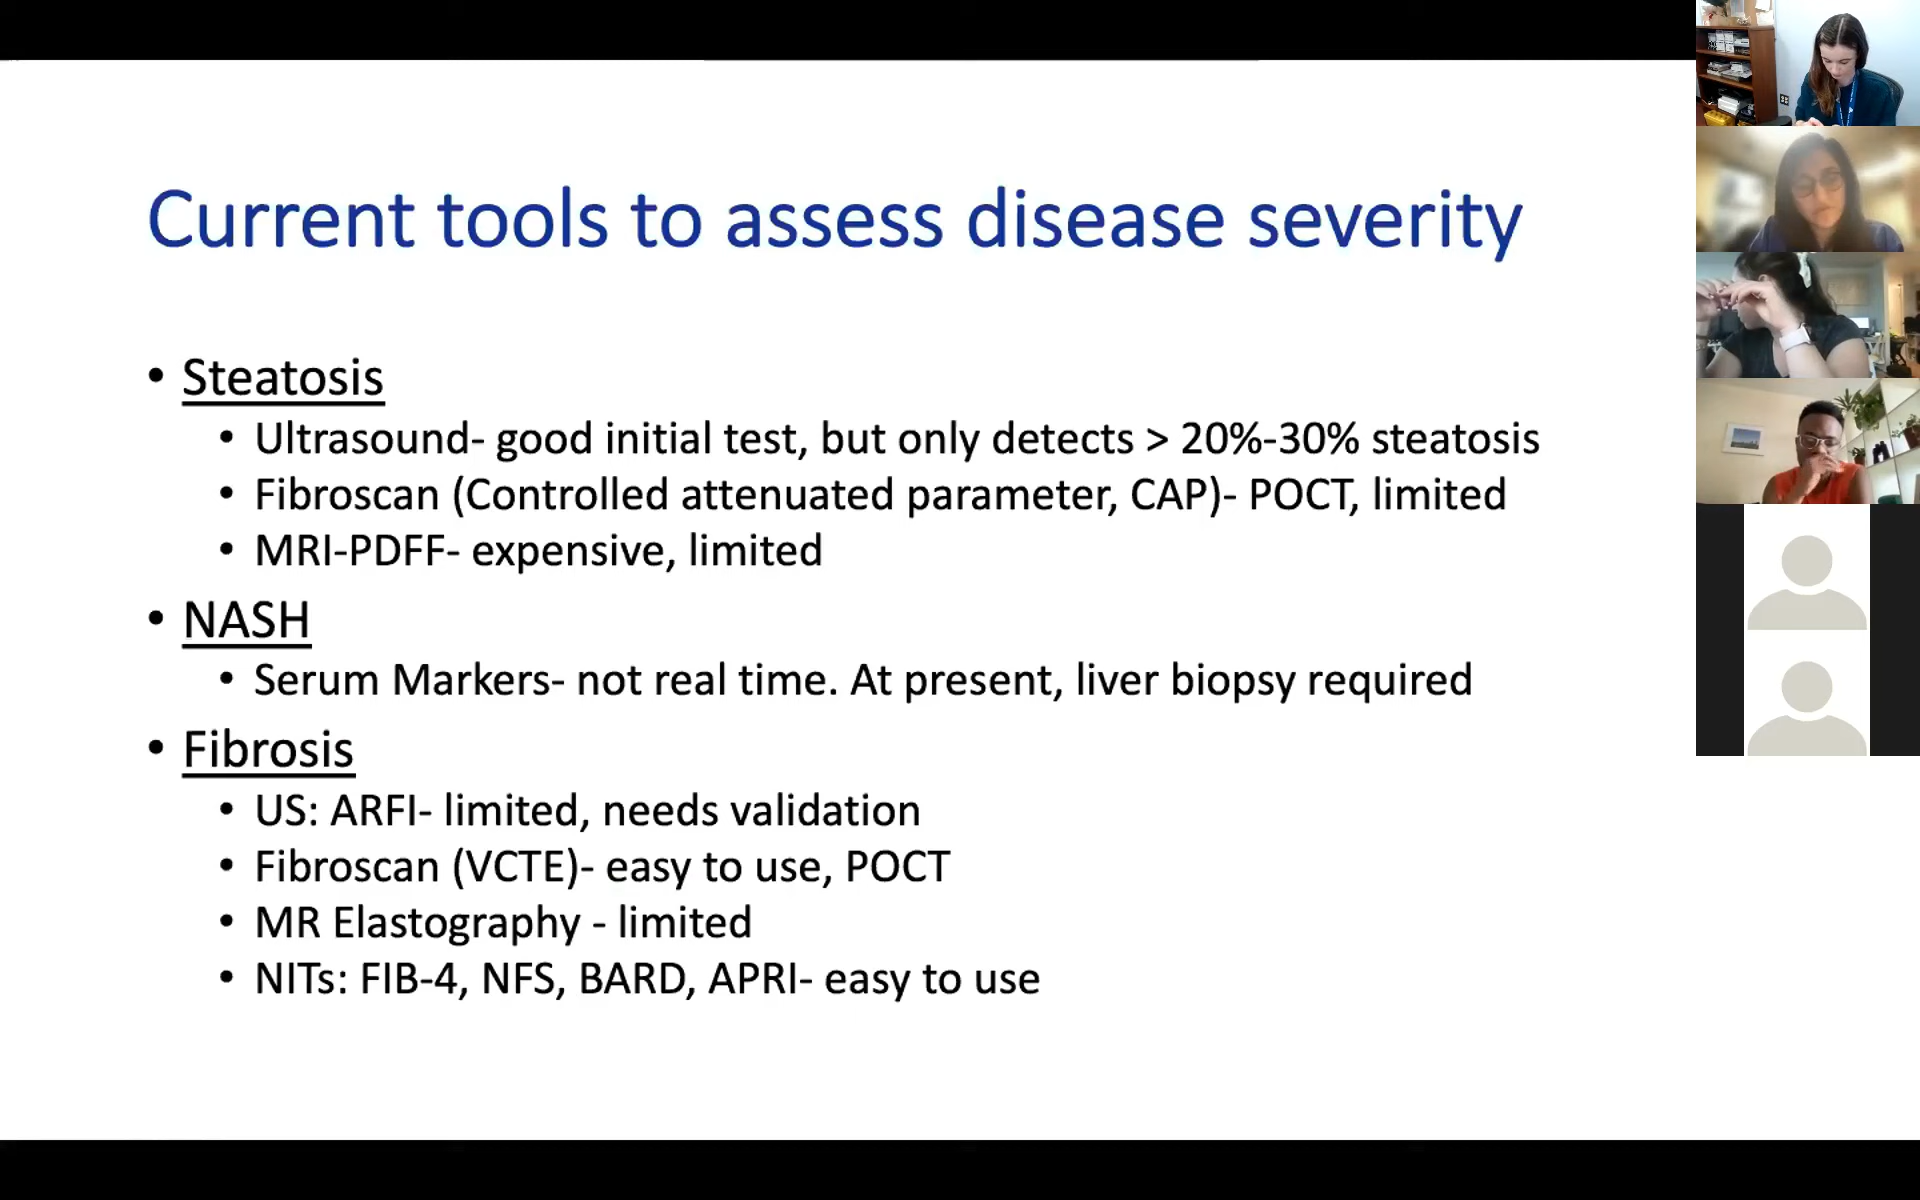 Current tools to assess disease severity
• Steatosis
• Ultrasound- good initial test, but only detects > 20%-30% steatosis
• Fibroscan (Controlled attenuated parameter, CAP)- POCT, limited
• MRI-PDFF- expensive, limited
• NASH
• Serum Markers- not real time. At present, liver biopsy required
• Fibrosis
• US: ARFI- limited, needs validation
• Fibroscan (VCTE)- easy to use, POCT
• MR Elastography - limited
• NITs: FIB-4, NFS, BARD, APRI- easy to use